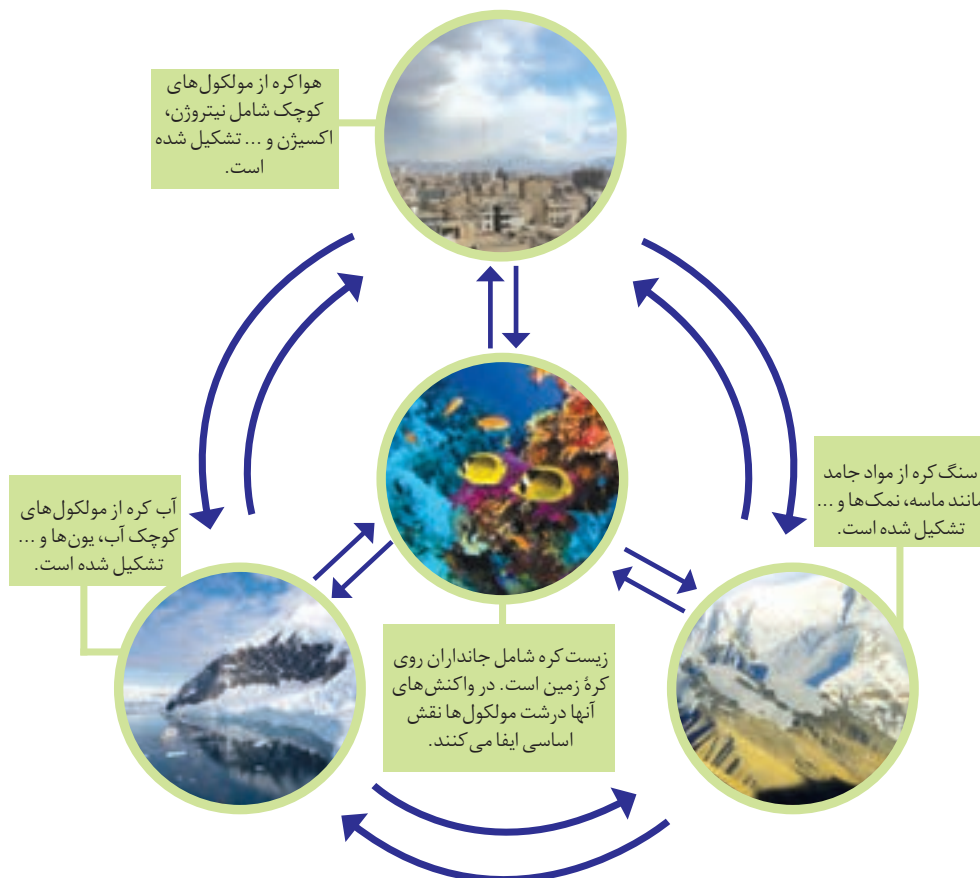 هواکره از مولکول‌های
کوچک شامل نیتروژن،
اکسیژن و ... تشکیل شده
است.
سنگ کره از مواد جامد
مانند ماسه، نمک‌ها و ...
تشکیل شده است.
آب کره از مولکول‌های
کوچک آب، یون‌ها و ...
تشکیل شده است.
زیست کره شامل جانداران روی
کرهٔ زمین است. در واکنش‌های
آنها درشت مولکول‌ها نقش
اساسی ایفا می‌کنند.